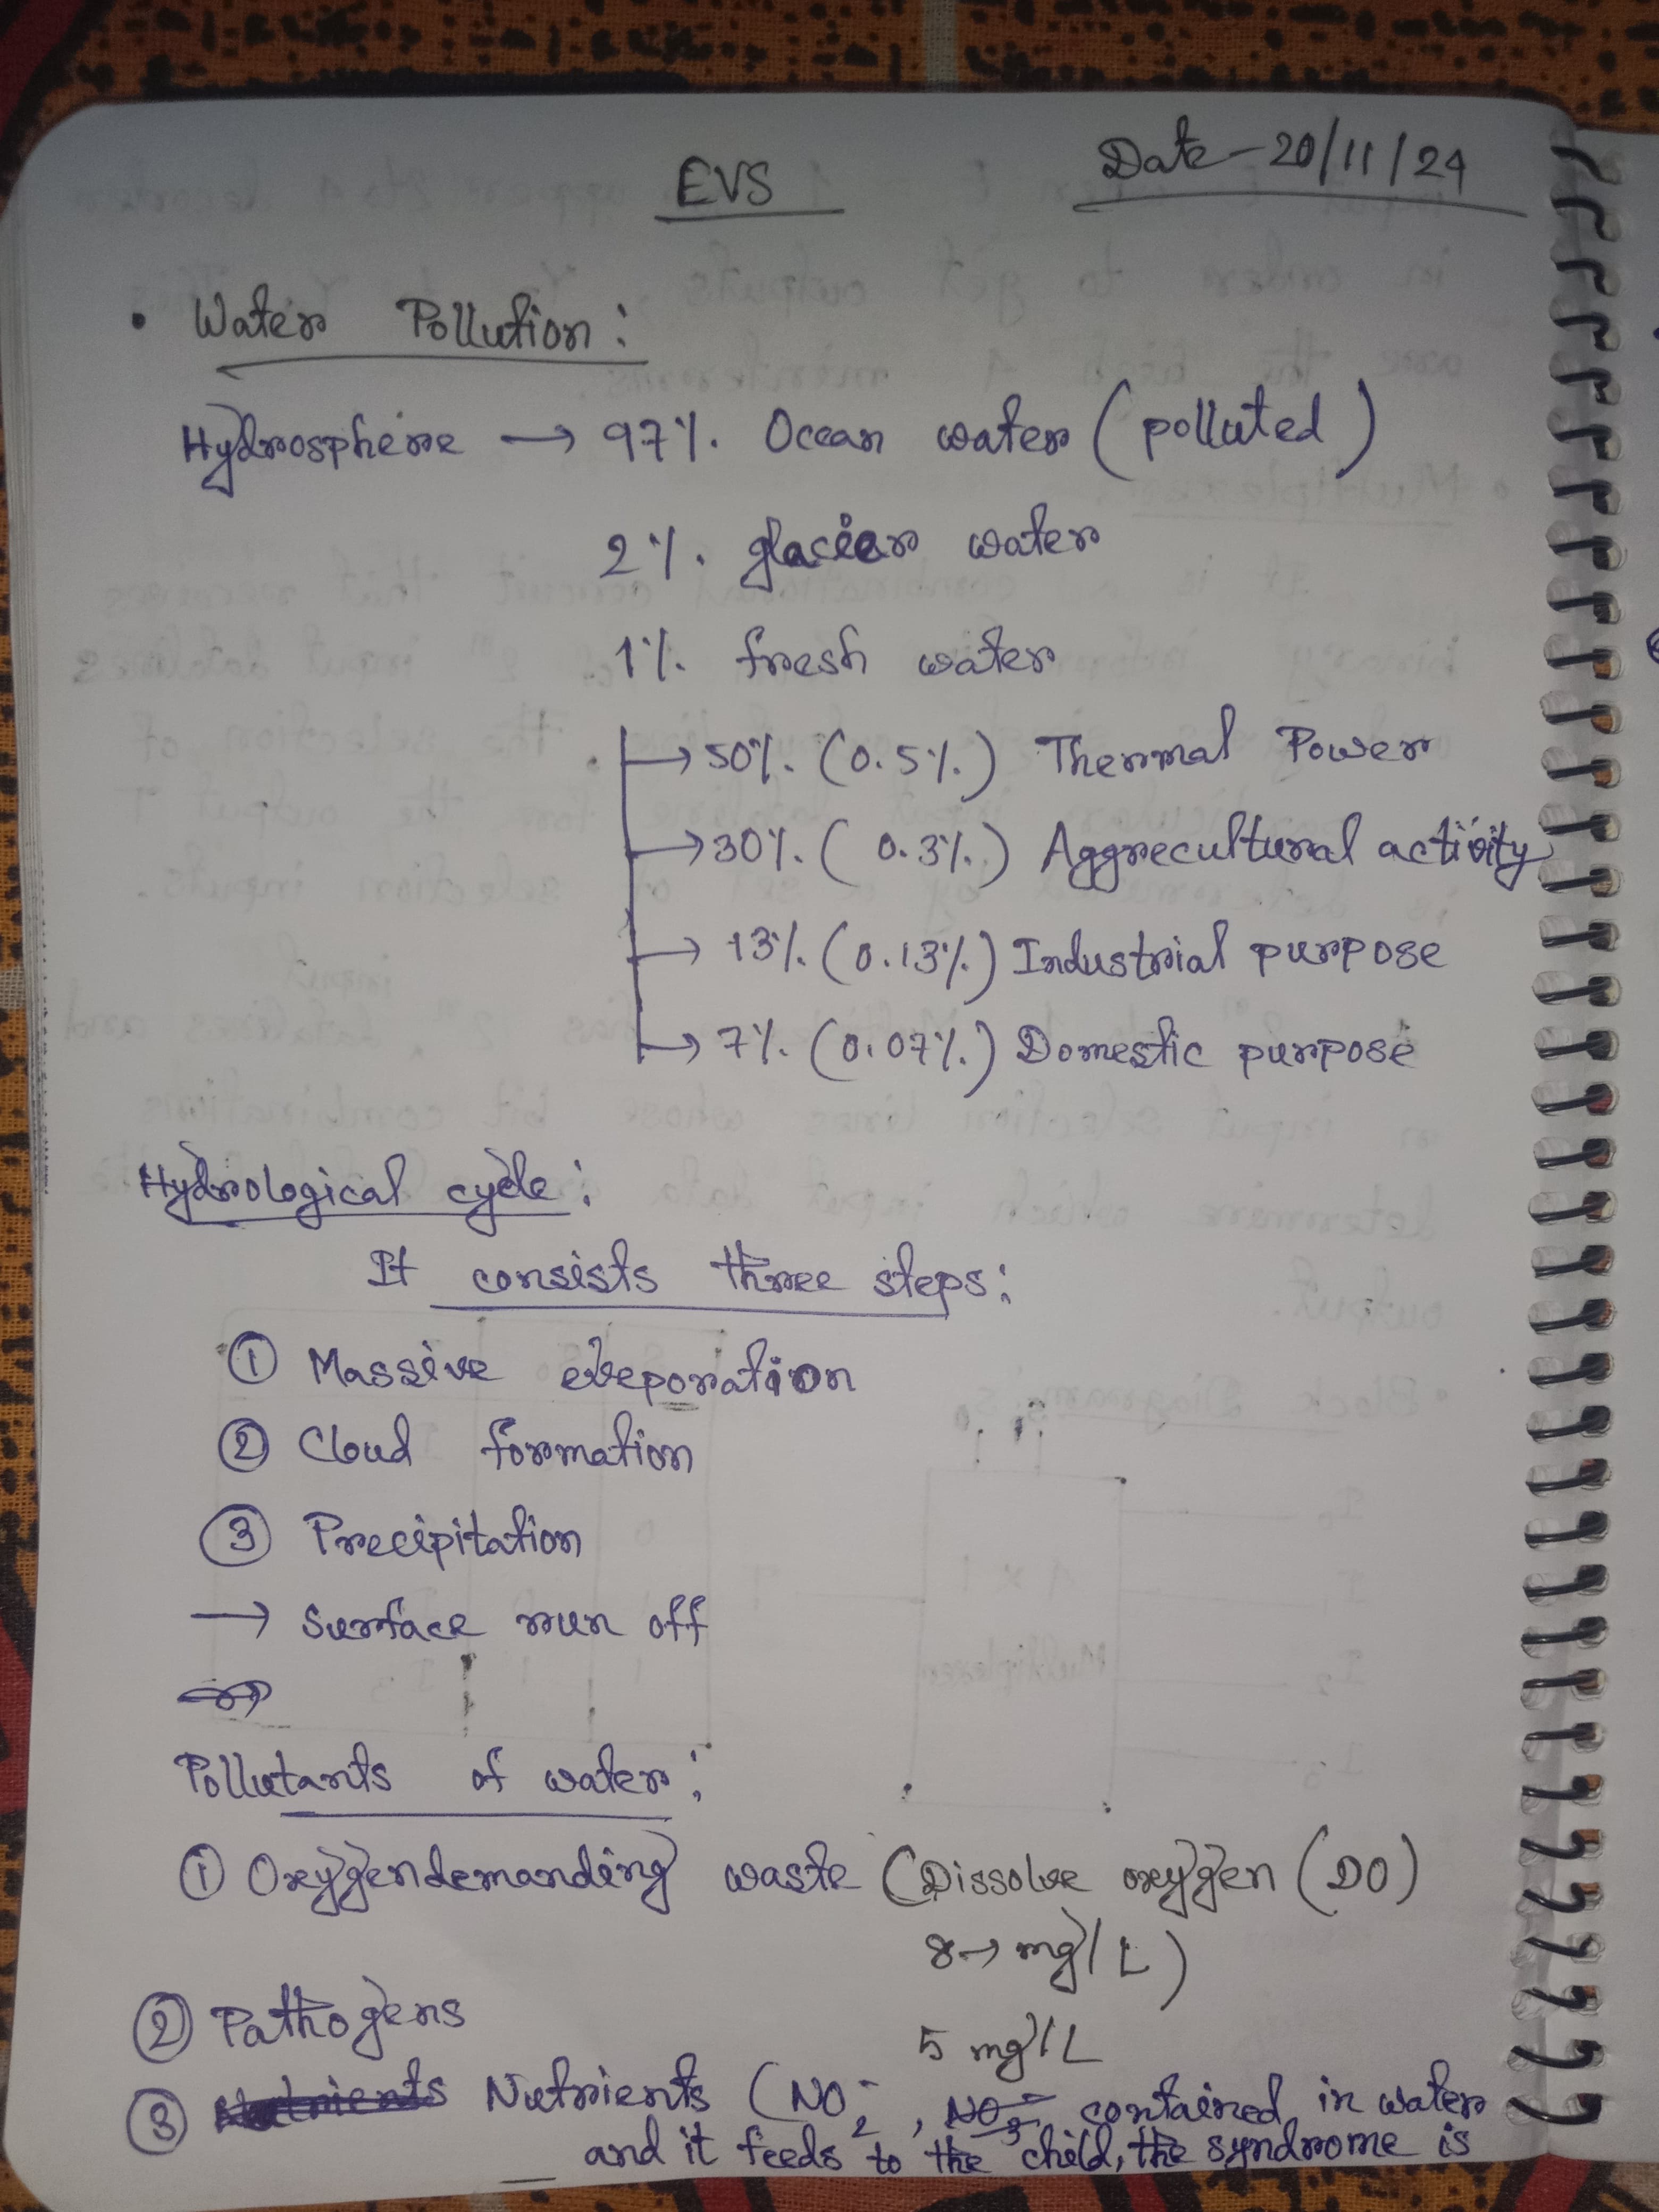 EVS
Date - 20/11/24
• Water Pollution:
Hydrosphere → 97% Ocean water (polluted)
2% glacier water
1% fresh water
→ 50% (0.5%) Thermal Power
→ 30% (0.3%) Aggrecultural activity
→ 13% (0.13%) Industrial purpose
→ 7% (0.07%) Domestic purpose
Hydrological cycle:
It consists three steps:
① Massive eveporation
② Cloud formation
③ Precipitation
→ Surface run off
Pollutants of water:
① Oxygendemanding waste (Dissolve oxygen (DO)
8 → mg/L)
② Pathogens
5 mg/L
③ Nutrients Nutrients (NO₂⁻, NO₃⁻ contained in water
and it feeds to the child, the syndrome is